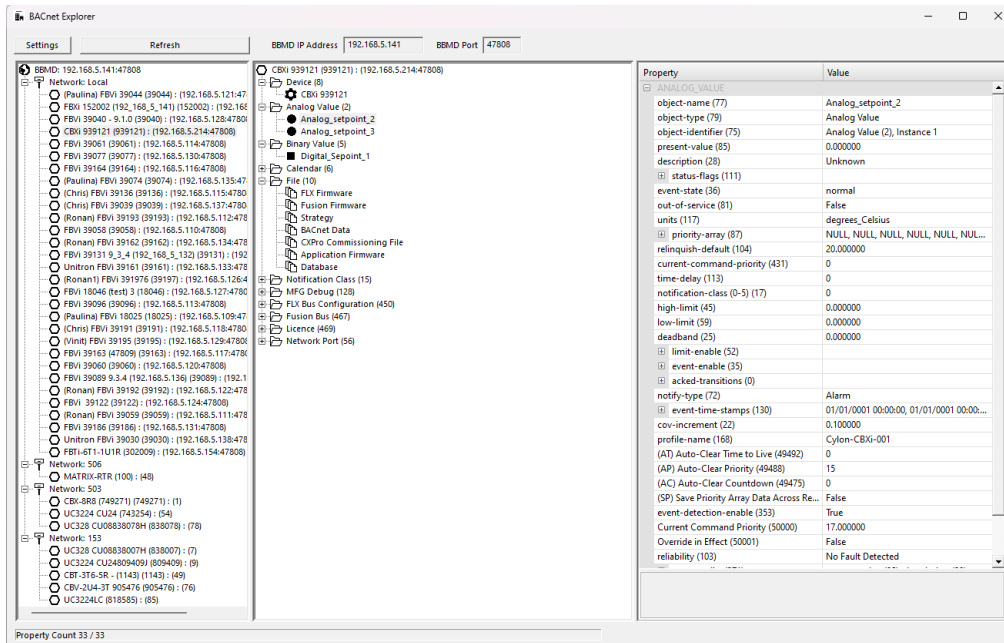 BACnet Explorer
Settings
Refresh
BBMD IP Address
192.168.5.141
BBMD Port
47808
BBMD: 192.168.5.141:47808
Network: Local
(Paulina) FBVi 39044 (39044) : (192.168.5.121:47
FBXi 152002 (192_168_5_141) (152002) : (192.168
FBVi 39040 - 9.1.0 (39040) : (192.168.5.128:4780
CBXi 939121 (939121) : (192.168.5.214:47808)
FBVi 39061 (39061) : (192.168.5.114:47808)
FBVi 39077 (39077) : (192.168.5.130:47808)
FBVi 39164 (39164) : (192.168.5.116:47808)
(Paulina) FBVi 39074 (39074) : (192.168.5.135:47
(Chris) FBVi 39136 (39136) : (192.168.5.115:4780
(Chris) FBVi 39039 (39039) : (192.168.5.137:4780
(Ronan) FBVi 39193 (39193) : (192.168.5.112:478
FBVi 39058 (39058) : (192.168.5.110:47808)
(Ronan) FBVi 39162 (39162) : (192.168.5.134:478
FBVi 39131 9_3_4 (192_168_5_132) (39131) : (192
Unitron FBVi 39161 (39161) : (192.168.5.133:478
(Ronan1) FBVi 391976 (39197) : (192.168.5.126:4
FBVi 18046 (test) 3 (18046) : (192.168.5.127:4780
FBVi 39096 (39096) : (192.168.5.113:47808)
(Paulina) FBVi 18025 (18025) : (192.168.5.109:47
(Chris) FBVi 39191 (39191) : (192.168.5.118:4780
(Vinit) FBVi 39195 (39195) : (192.168.5.129:4780
FBVi 39163 (47809) (39163) : (192.168.5.117:4780
FBVi 39060 (39060) : (192.168.5.120:47808)
FBVi 39089 9.3.4 (192.168.5.136) (39089) : (192.1
(Ronan) FBVi 39192 (39192) : (192.168.5.122:478
FBVi 39122 (39122) : (192.168.5.124:47808)
(Ronan) FBVi 39059 (39059) : (192.168.5.111:478
FBVi 39186 (39186) : (192.168.5.131:47808)
Unitron FBVi 39030 (39030) : (192.168.5.138:478
FBTi-6T1-1U1R (302009) : (192.168.5.154:47808)
Network: 506
MATRIX-RTR (100) : (48)
Network: 503
CBX-8R8 (749271) (749271) : (1)
UC3224 CU24 (743254) : (54)
UC328 CU08838078H (838078) : (78)
Network: 153
UC328 CU08838007H (838007) : (7)
UC3224 CU24809409J (809409) : (9)
CBT-3T6-5R - (1143) (1143) : (49)
CBV-2U4-3T 905476 (905476) : (76)
UC3224LC (818585) : (85)
CBXi 939121 (939121) : (192.168.5.214:47808)
Device (8)
CBXi 939121
Analog Value (2)
Analog_setpoint_2
Analog_setpoint_3
Binary Value (5)
Digital_Sepoint_1
Calendar (6)
File (10)
FLX Firmware
Fusion Firmware
Strategy
BACnet Data
CXPro Commissioning File
Application Firmware
Database
Notification Class (15)
MFG Debug (128)
FLX Bus Configuration (450)
Fusion Bus (467)
Licence (469)
Network Port (56)
Property Value
ANALOG_VALUE
object-name (77) Analog_setpoint_2
object-type (79) Analog Value
object-identifier (75) Analog Value (2), Instance 1
present-value (85) 0.000000
description (28) Unknown
status-flags (111)
event-state (36) normal
out-of-service (81) False
units (117) degrees_Celsius
priority-array (87) NULL, NULL, NULL, NULL, NULL, NUL...
relinquish-default (104) 20.000000
current-command-priority (431) 0
time-delay (113) 0
notification-class (0-5) (17) 0
high-limit (45) 0.000000
low-limit (59) 0.000000
deadband (25) 0.000000
limit-enable (52)
event-enable (35)
acked-transitions (0)
notify-type (72) Alarm
event-time-stamps (130) 01/01/0001 00:00:00, 01/01/0001 00:00:...
cov-increment (22) 0.100000
profile-name (168) Cylon-CBXi-001
(AT) Auto-Clear Time to Live (49492) 0
(AP) Auto-Clear Priority (49488) 15
(AC) Auto-Clear Countdown (49475) 0
(SP) Save Priority Array Data Across Re... False
event-detection-enable (353) True
Current Command Priority (50000) 17.000000
Override in Effect (50001) False
reliability (103) No Fault Detected
Property Count 33 / 33